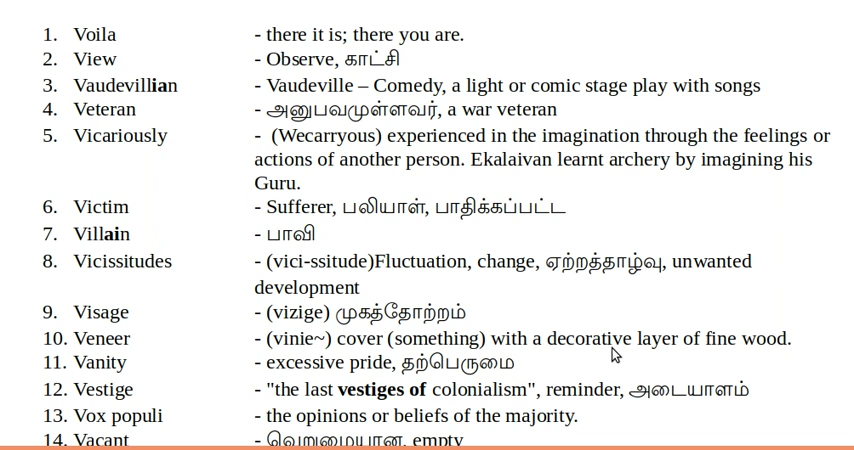 1. Voila - there it is; there you are.
2. View - Observe, காட்சி
3. Vaudevillian - Vaudeville – Comedy, a light or comic stage play with songs
4. Veteran - அனுபவமுள்ளவர், a war veteran
5. Vicariously - (Wecarryous) experienced in the imagination through the feelings or
actions of another person. Ekalaivan learnt archery by imagining his
Guru.
6. Victim - Sufferer, பலியாள், பாதிக்கப்பட்ட
7. Villain - பாவி
8. Vicissitudes - (vici-ssitude)Fluctuation, change, ஏற்றத்தாழ்வு, unwanted
development
9. Visage - (vizige) முகத்தோற்றம்
10. Veneer - (vinie~) cover (something) with a decorative layer of fine wood.
11. Vanity - excessive pride, தற்பெருமை
12. Vestige - "the last vestiges of colonialism", reminder, அடையாளம்
13. Vox populi - the opinions or beliefs of the majority.
14. Vacant - வெறுமையான, empty